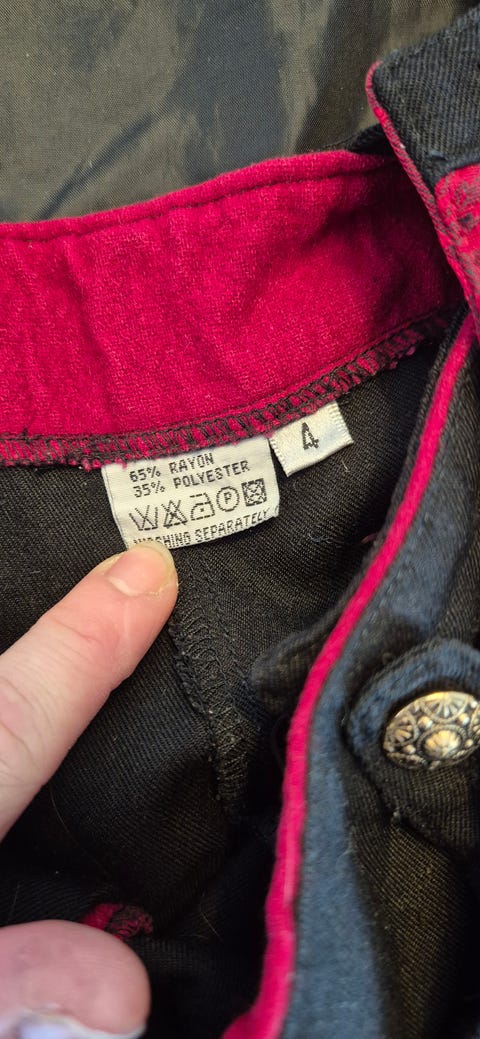 65% RAYON
35% POLYESTER
P
WASHING SEPARATELY
4